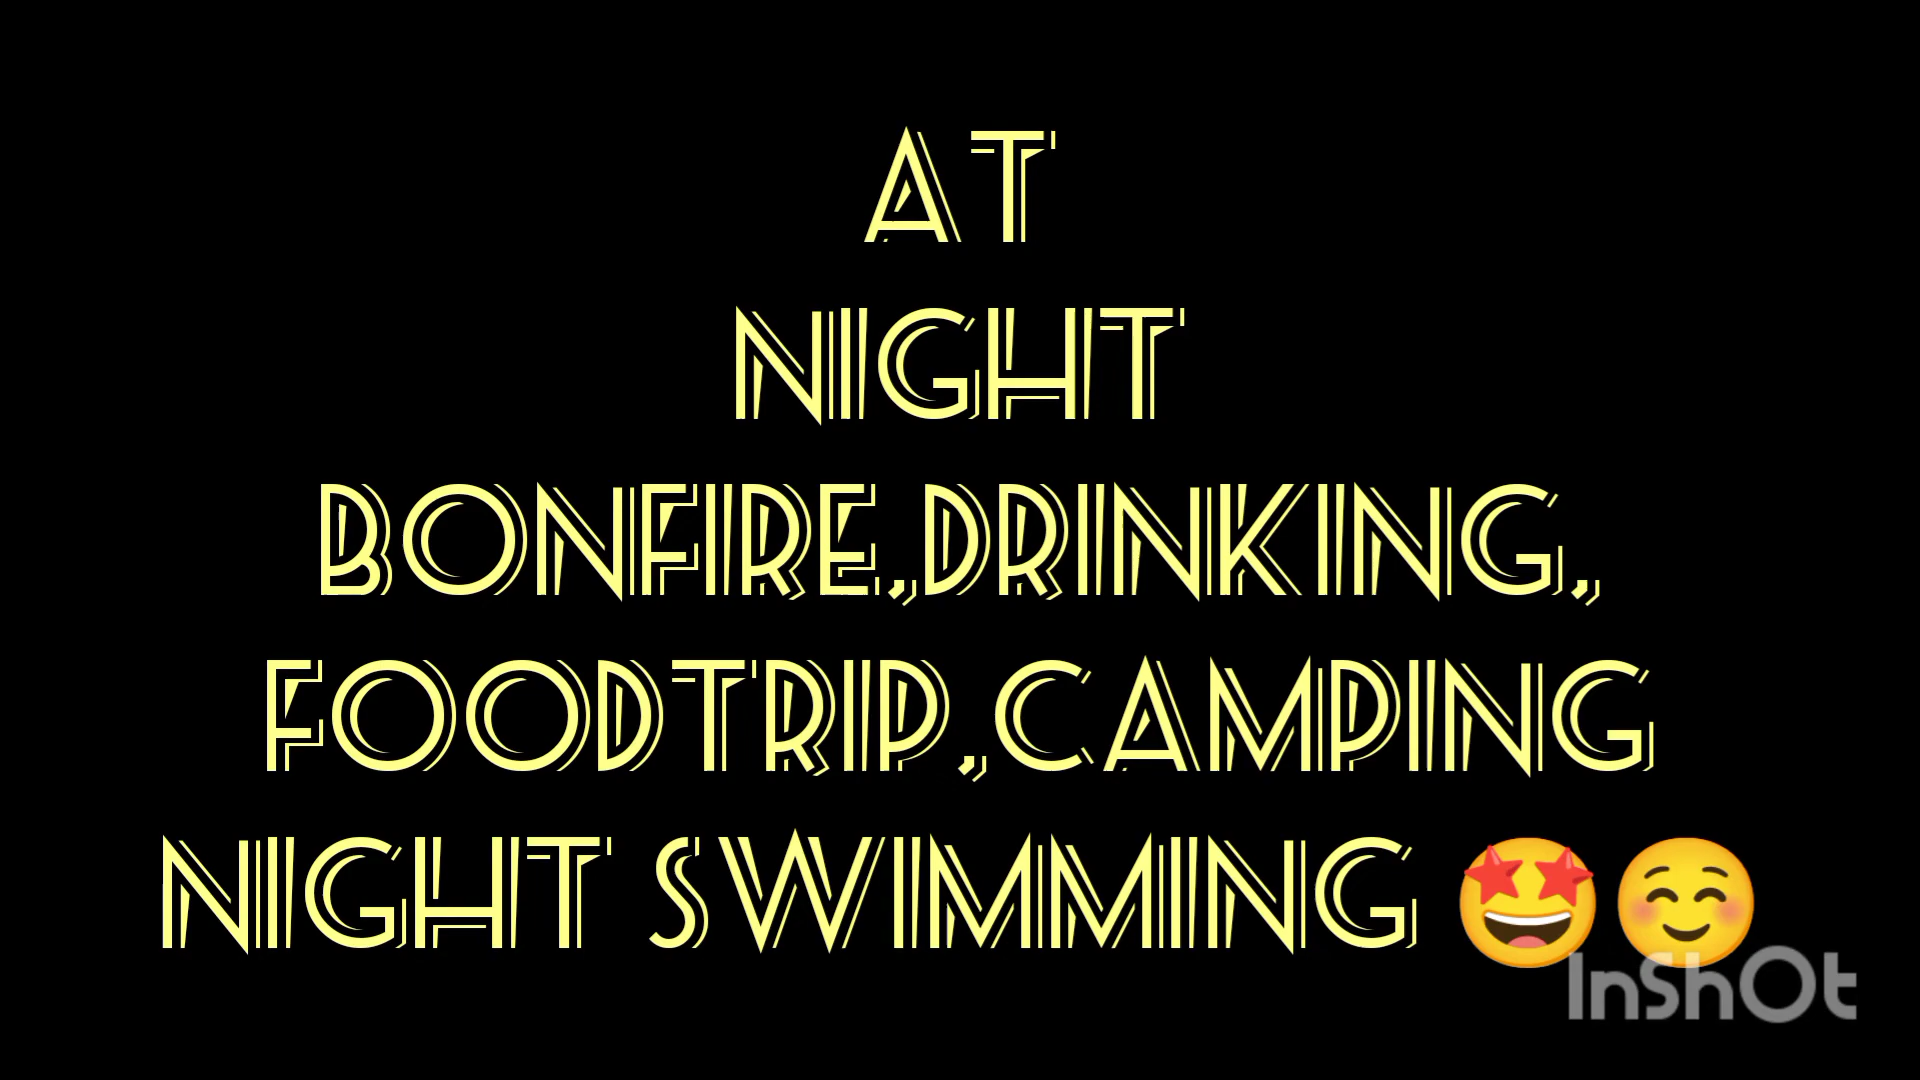 AT
NIGHT
BONFIRE,,DRINKING,,
FOODTRIP,,CAMPING
NIGHT SWIMMING 🤩☺️
InShOt